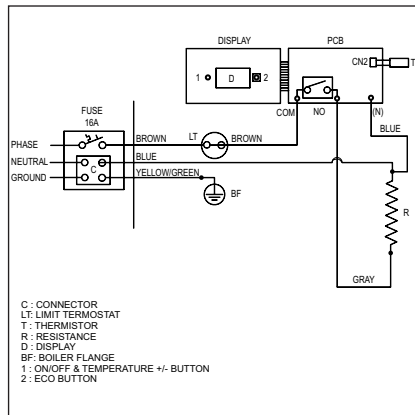 DISPLAY
PCB
1
D
2
CN2
T
FUSE
16A
COM
NO
(N)
PHASE
BROWN
LT
BROWN
BLUE
NEUTRAL
BLUE
C
GROUND
YELLOW/GREEN
BF
R
GRAY
C : CONNECTOR
LT: LIMIT TERMOSTAT
T : THERMISTOR
R : RESISTANCE
D : DISPLAY
BF: BOILER FLANGE
1 : ON/OFF & TEMPERATURE +/- BUTTON
2 : ECO BUTTON